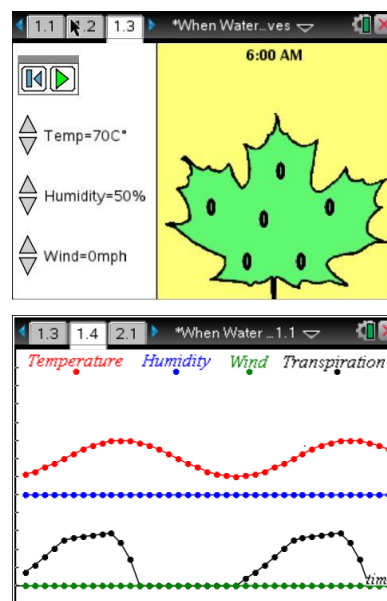 1.1 .2 1.3 *When Water...ves
6:00 AM
Temp=70C°
Humidity=50%
Wind=0mph
1.3 1.4 2.1 *When Water ...1.1
Temperature Humidity Wind Transpiration